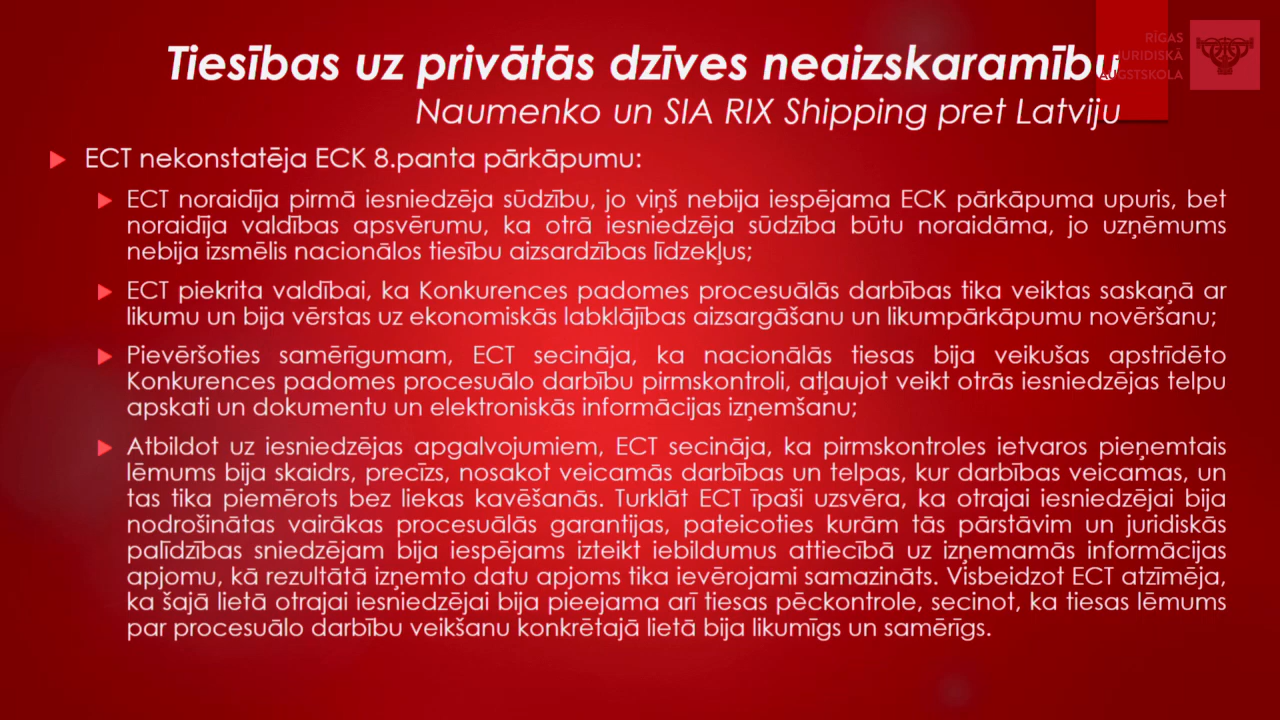 Tiesības uz privātās dzīves neaizskaramību
RĪGAS
JURIDISKĀ
AUGSTSKOLA
Naumenko un SIA RIX Shipping pret Latviju
ECT nekonstatēja ECK 8.panta pārkāpumu:
ECT noraidīja pirmā iesniedzēja sūdzību, jo viņš nebija iespējama ECK pārkāpuma upuris, bet
noraidīja valdības apsvērumu, ka otrā iesniedzēja sūdzība būtu noraidāma, jo uzņēmums
nebija izsmēlis nacionālos tiesību aizsardzības līdzekļus;
ECT piekrita valdībai, ka Konkurences padomes procesuālās darbības tika veiktas saskaņā ar
likumu un bija vērstas uz ekonomiskās labklājības aizsargāšanu un likumpārkāpumu novēršanu;
Pievēršoties samērīgumam, ECT secināja, ka nacionālās tiesas bija veikušas apstrīdēto
Konkurences padomes procesuālo darbību pirmskontroli, atļaujot veikt otrās iesniedzējas telpu
apskati un dokumentu un elektroniskās informācijas izņemšanu;
Atbildot uz iesniedzējas apgalvojumiem, ECT secināja, ka pirmskontroles ietvaros pieņemtais
lēmums bija skaidrs, precīzs, nosakot veicamās darbības un telpas, kur darbības veicamas, un
tas tika piemērots bez liekas kavēšanās. Turklāt ECT īpaši uzsvēra, ka otrajai iesniedzējai bija
nodrošinātas vairākas procesuālās garantijas, pateicoties kurām tās pārstāvim un juridiskās
palīdzības sniedzējam bija iespējams izteikt iebildumus attiecībā uz izņemamās informācijas
apjomu, kā rezultātā izņemto datu apjoms tika ievērojami samazināts. Visbeidzot ECT atzīmēja,
ka šajā lietā otrajai iesniedzējai bija pieejama arī tiesas pēckontrole, secinot, ka tiesas lēmums
par procesuālo darbību veikšanu konkrētajā lietā bija likumīgs un samērīgs.